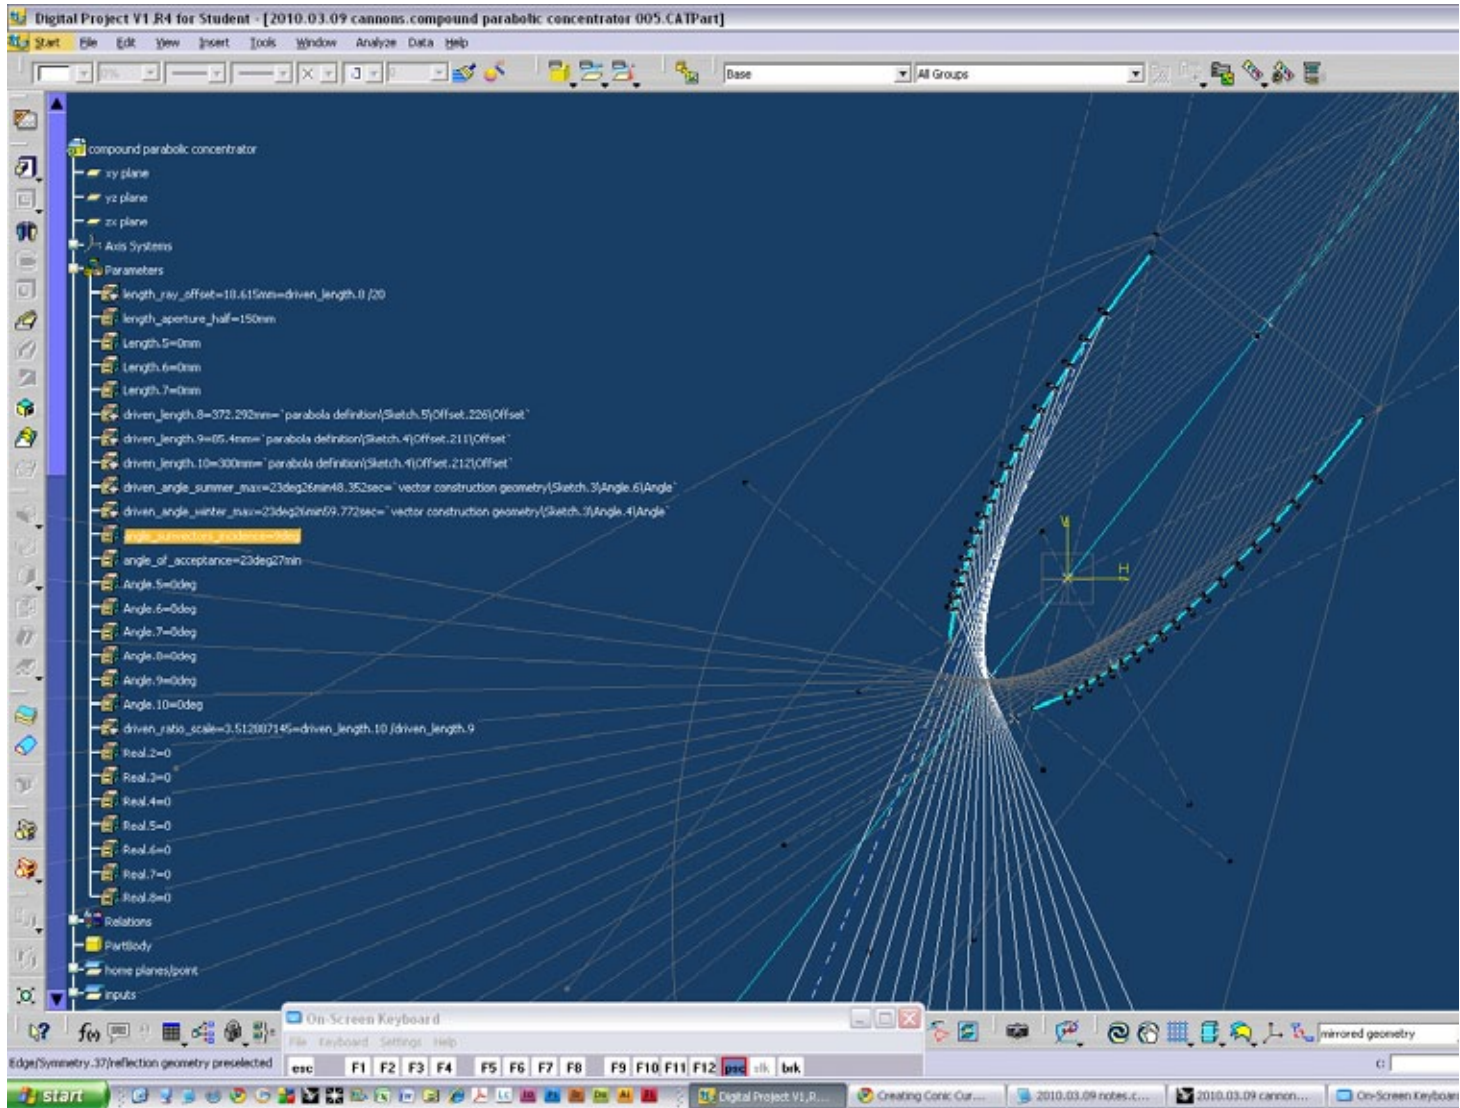 Digital Project V1,R4 for Student - [2010.03.09 cannons.compound parabolic concentrator 005.CATPart]
Start File Edit View Insert Tools Window Analyze Data Help
Base All Groups
compound parabolic concentrator
xy plane
yz plane
zx plane
Axis Systems
Parameters
length_ray_offset=18.615mm=driven_length.8 /20
length_aperture_half=150mm
Length.5=0mm
Length.6=0mm
Length.7=0mm
driven_length.8=372.292mm=`parabola definition\Sketch.5\Offset.226\Offset`
driven_length.9=85.4mm=`parabola definition\Sketch.4\Offset.211\Offset`
driven_length.10=300mm=`parabola definition\Sketch.4\Offset.212\Offset`
driven_angle_summer_max=23deg26min48.352sec=`vector construction geometry\Sketch.3\Angle.6\Angle`
driven_angle_winter_max=23deg26min59.772sec=`vector construction geometry\Sketch.3\Angle.4\Angle`
angle_sunvectors_incidence=9deg
angle_of_acceptance=23deg27min
Angle.5=0deg
Angle.6=0deg
Angle.7=0deg
Angle.8=0deg
Angle.9=0deg
Angle.10=0deg
driven_ratio_scale=3.512887145=driven_length.10 /driven_length.9
Real.2=0
Real.3=0
Real.4=0
Real.5=0
Real.6=0
Real.7=0
Real.8=0
Relations
PartBody
home planes/point
inputs
V
H
On-Screen Keyboard
File Keyboard Settings Help
esc F1 F2 F3 F4 F5 F6 F7 F8 F9 F10 F11 F12 psc slk brk
f(x)
mirrored geometry
Edge/Symmetry.37/reflection geometry preselected
c:
start Digital Project V1,R... Creating Conic Cur... 2010.03.09 notes.c... 2010.03.09 cannon... On-Screen Keyboard